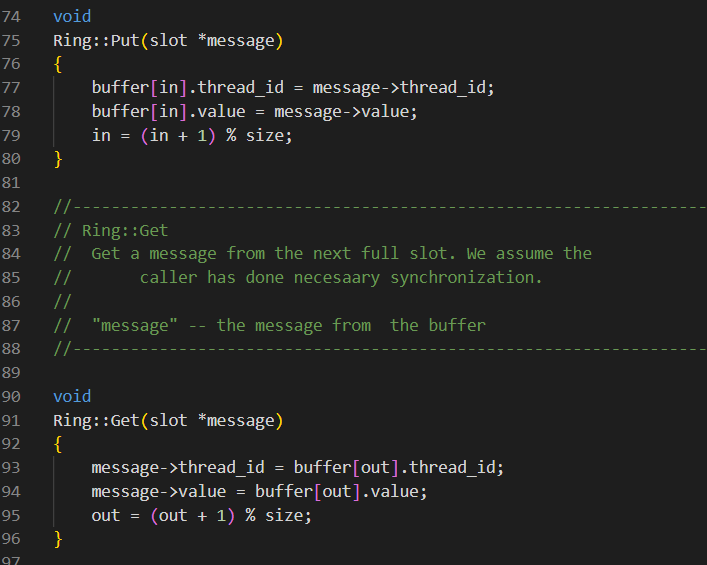 74 void
75 Ring::Put(slot *message)
76 {
77     buffer[in].thread_id = message->thread_id;
78     buffer[in].value = message->value;
79     in = (in + 1) % size;
80 }
81
82 //------------------------------------------------------------------
83 // Ring::Get
84 //  Get a message from the next full slot. We assume the
85 //       caller has done necesaary synchronization.
86 //
87 //  "message" -- the message from  the buffer
88 //------------------------------------------------------------------
89
90 void
91 Ring::Get(slot *message)
92 {
93     message->thread_id = buffer[out].thread_id;
94     message->value = buffer[out].value;
95     out = (out + 1) % size;
96 }
97